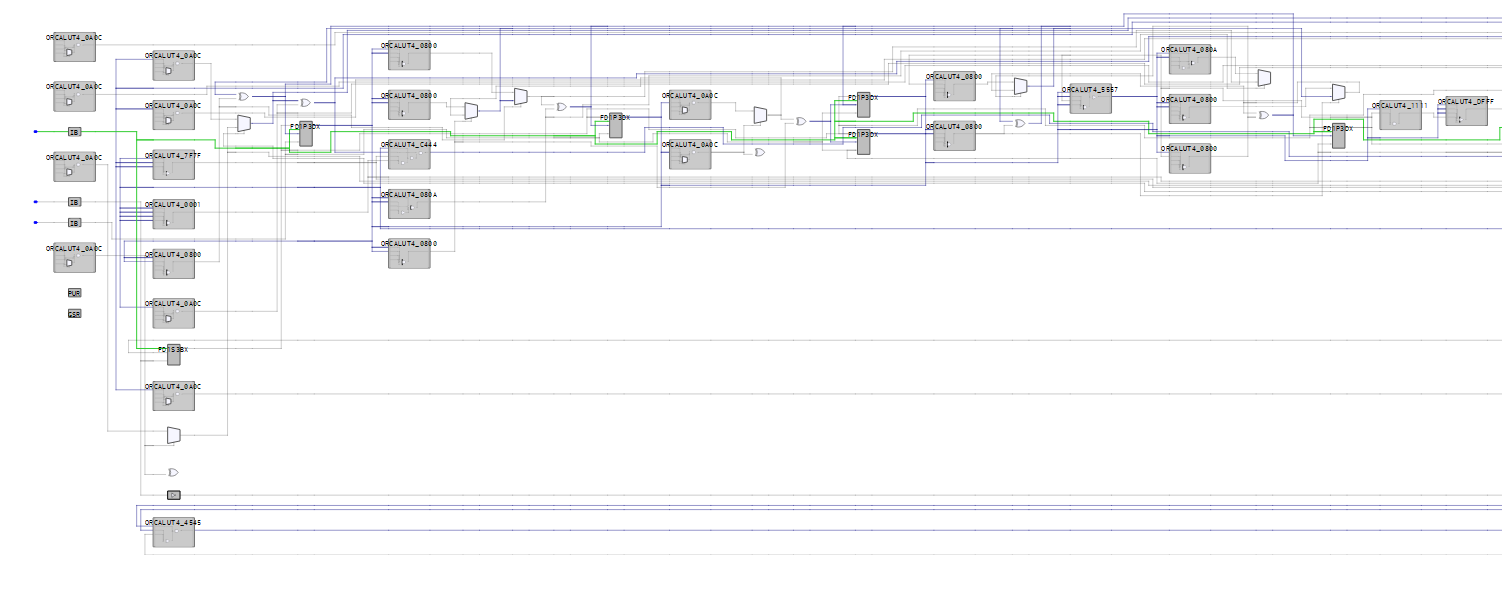 ORCALUT4_0A0C
ORCALUT4_0A0C
IB
ORCALUT4_0A0C
IB
IB
ORCALUT4_0A0C
PUR
GSR
ORCALUT4_0A0C
ORCALUT4_0A0C
ORCALUT4_7F7F
ORCALUT4_0001
ORCALUT4_0800
ORCALUT4_0A0C
FD1S3BX
ORCALUT4_0A0C
ORCALUT4_4545
FD1P3DX
ORCALUT4_0800
ORCALUT4_0800
ORCALUT4_C444
ORCALUT4_080A
ORCALUT4_0800
FD1P3DX
ORCALUT4_0A0C
ORCALUT4_0A0C
FD1P3DX
FD1P3DX
ORCALUT4_0800
ORCALUT4_0800
ORCALUT4_5557
ORCALUT4_080A
ORCALUT4_0800
ORCALUT4_0800
FD1P3DX
ORCALUT4_1111
ORCALUT4_DFFF